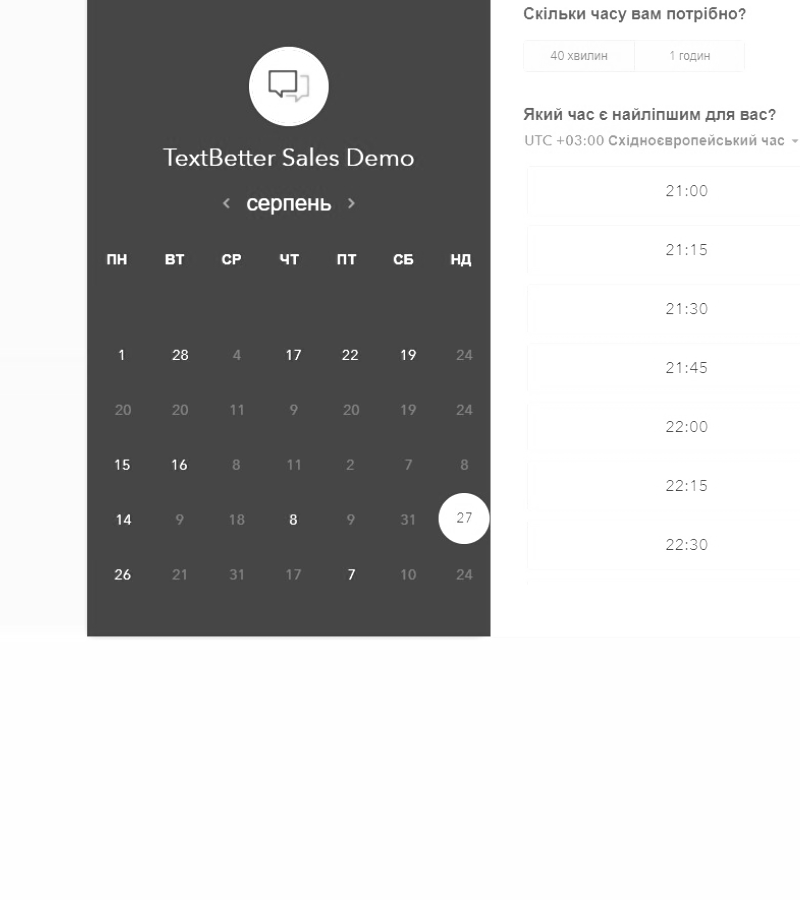 TextBetter Sales Demo
серпень
ПН ВТ СР ЧТ ПТ СБ НД
1 28 4 17 22 19 24
20 20 11 9 20 19 24
15 16 8 11 2 7 8
14 9 18 8 9 31 27
26 21 31 17 7 10 24
Скільки часу вам потрібно?
40 хвилин 1 годин
Який час є найліпшим для вас?
UTC +03:00 Східноєвропейський час
21:00
21:15
21:30
21:45
22:00
22:15
22:30